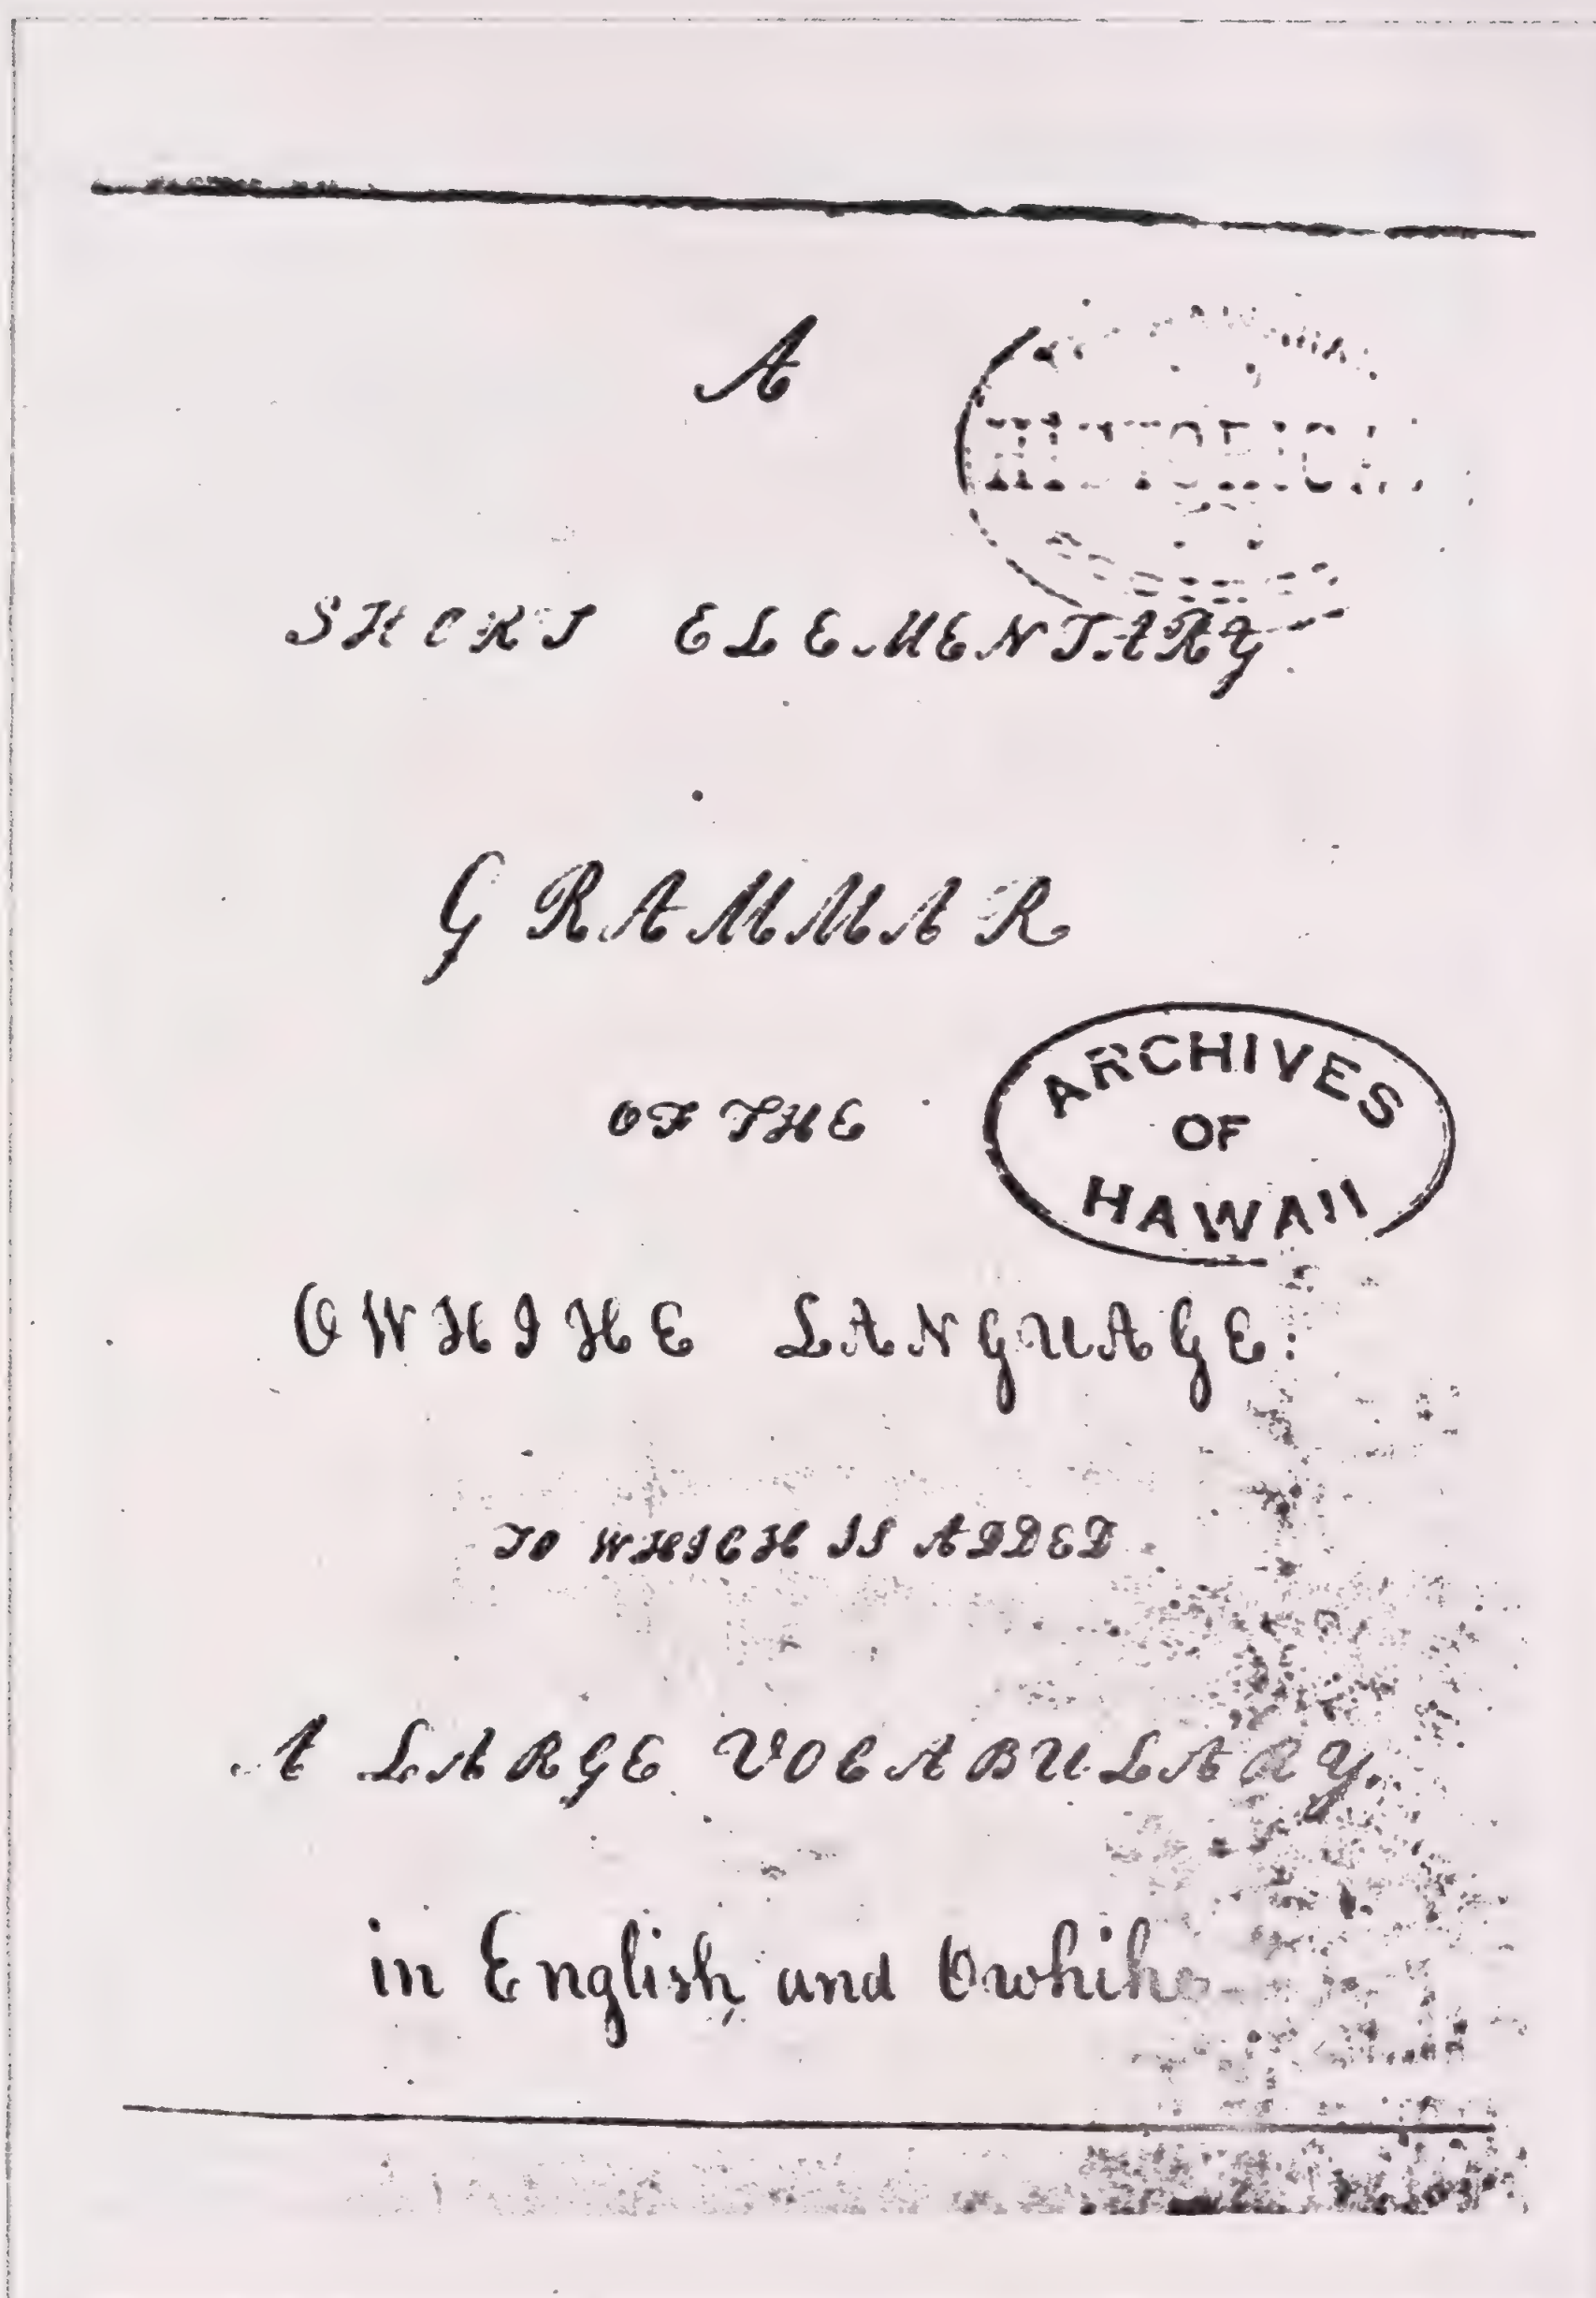 A
SHORT ELEMENTARY
GRAMMAR
OF THE
ARCHIVES
OF
HAWAII
OWHIHE LANGUAGE:
TO WHICH IS ADDED
A LARGE VOCABULARY,
in English and Owhihe